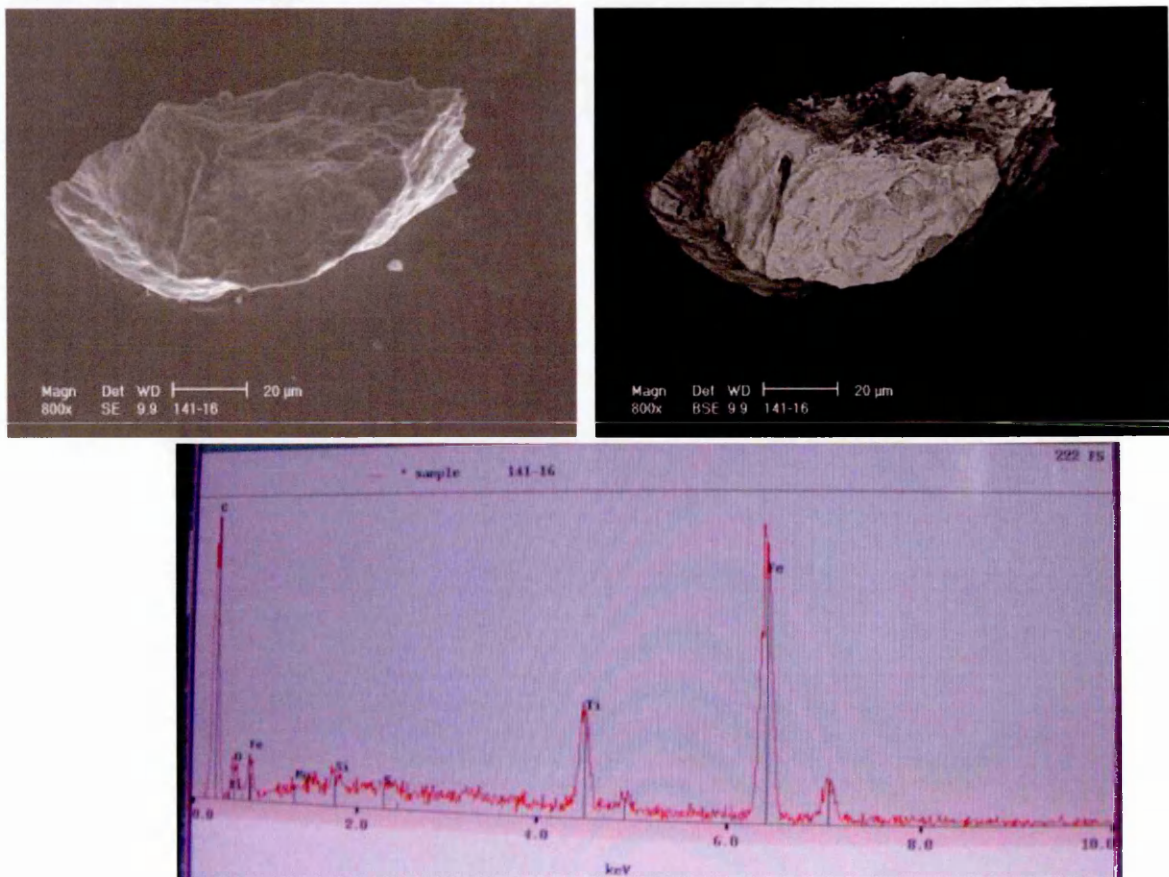 Magn Det WD 20 µm
800x SE 9.9 141-16
Magn Det WD 20 µm
800x BSE 9.9 141-16
222 FS
* sample 141-16
C
Fe
O
Ti
Fe
Ti
Mg
Si
S
0.0 2.0 4.0 6.0 8.0 10.0
keV